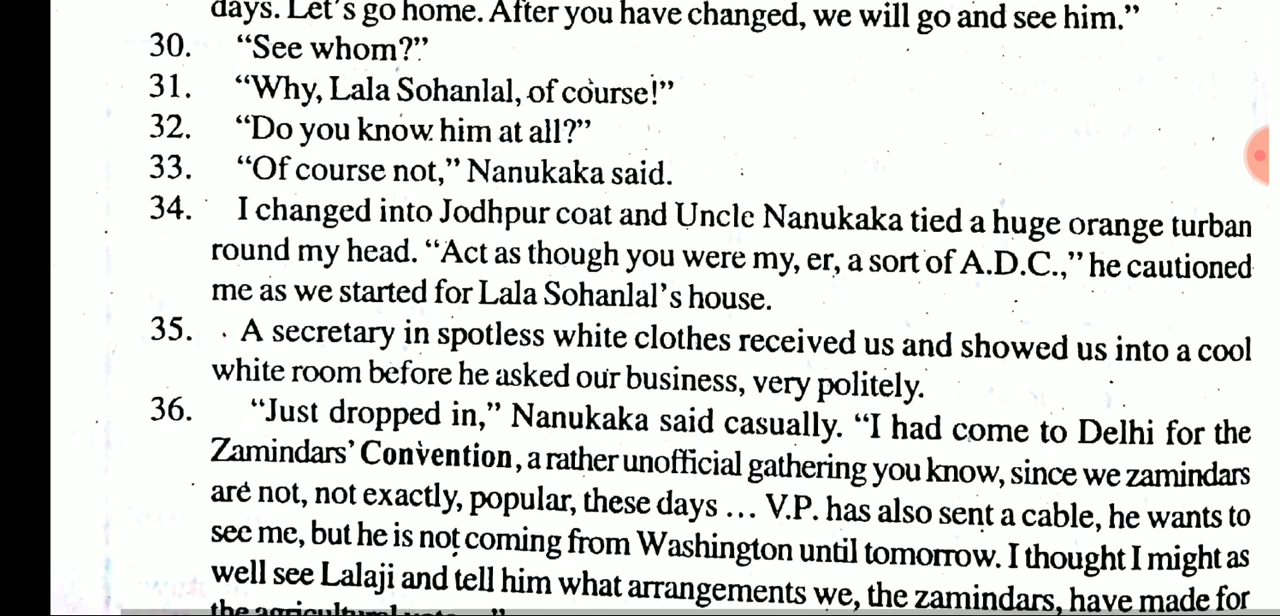 days. Let's go home. After you have changed, we will go and see him.”
30. “See whom?”
31. “Why, Lala Sohanlal, of course!”
32. “Do you know him at all?”
33. “Of course not,” Nanukaka said.
34. I changed into Jodhpur coat and Uncle Nanukaka tied a huge orange turban
round my head. “Act as though you were my, er, a sort of A.D.C.,” he cautioned
me as we started for Lala Sohanlal's house.
35. A secretary in spotless white clothes received us and showed us into a cool
white room before he asked our business, very politely.
36. “Just dropped in,” Nanukaka said casually. “I had come to Delhi for the
Zamindars' Convention, a rather unofficial gathering you know, since we zamindars
are not, not exactly, popular, these days ... V.P. has also sent a cable, he wants to
see me, but he is not coming from Washington until tomorrow. I thought I might as
well see Lalaji and tell him what arrangements we, the zamindars, have made for
the